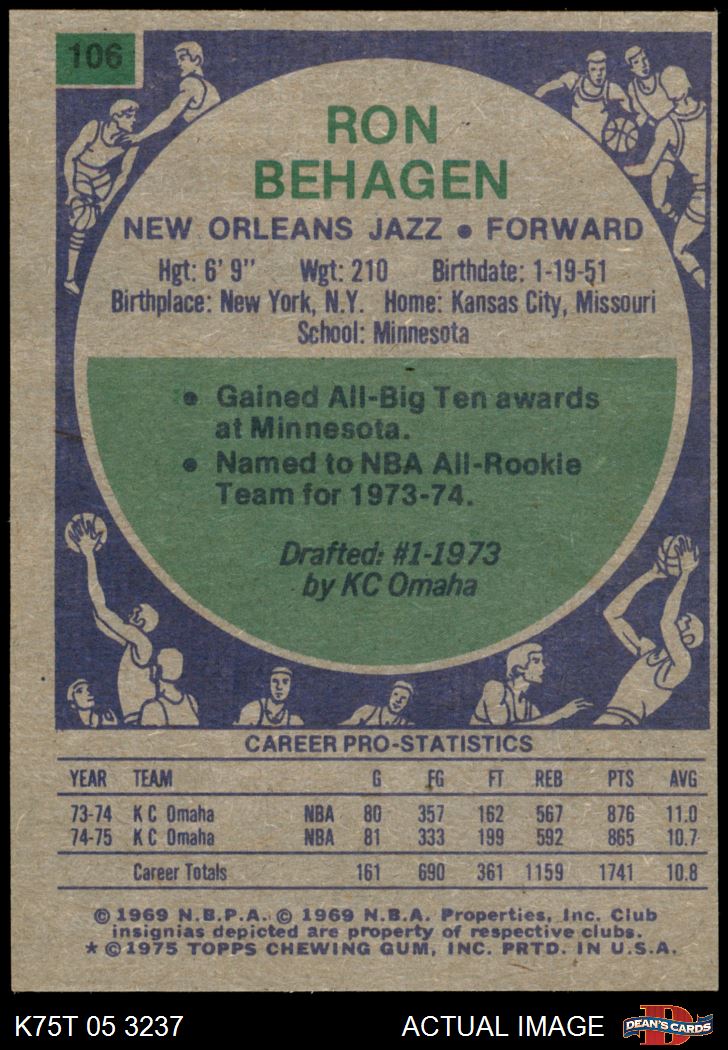 106
RON
BEHAGEN
NEW ORLEANS JAZZ • FORWARD
Hgt: 6' 9" Wgt: 210 Birthdate: 1-19-51
Birthplace: New York, N.Y. Home: Kansas City, Missouri
School: Minnesota
• Gained All-Big Ten awards
at Minnesota.
• Named to NBA All-Rookie
Team for 1973-74.
Drafted: #1-1973
by KC Omaha
CAREER PRO-STATISTICS
YEAR TEAM G FG FT REB PTS AVG
73-74 K C Omaha NBA 80 357 162 567 876 11.0
74-75 K C Omaha NBA 81 333 199 592 865 10.7
Career Totals 161 690 361 1159 1741 10.8
© 1969 N.B.P.A. © 1969 N.B.A. Properties, Inc. Club
insignias depicted are property of respective clubs.
* © 1975 TOPPS CHEWING GUM, INC. PRTD. IN U.S.A.
K75T 05 3237 ACTUAL IMAGE D DEAN'S CARDS